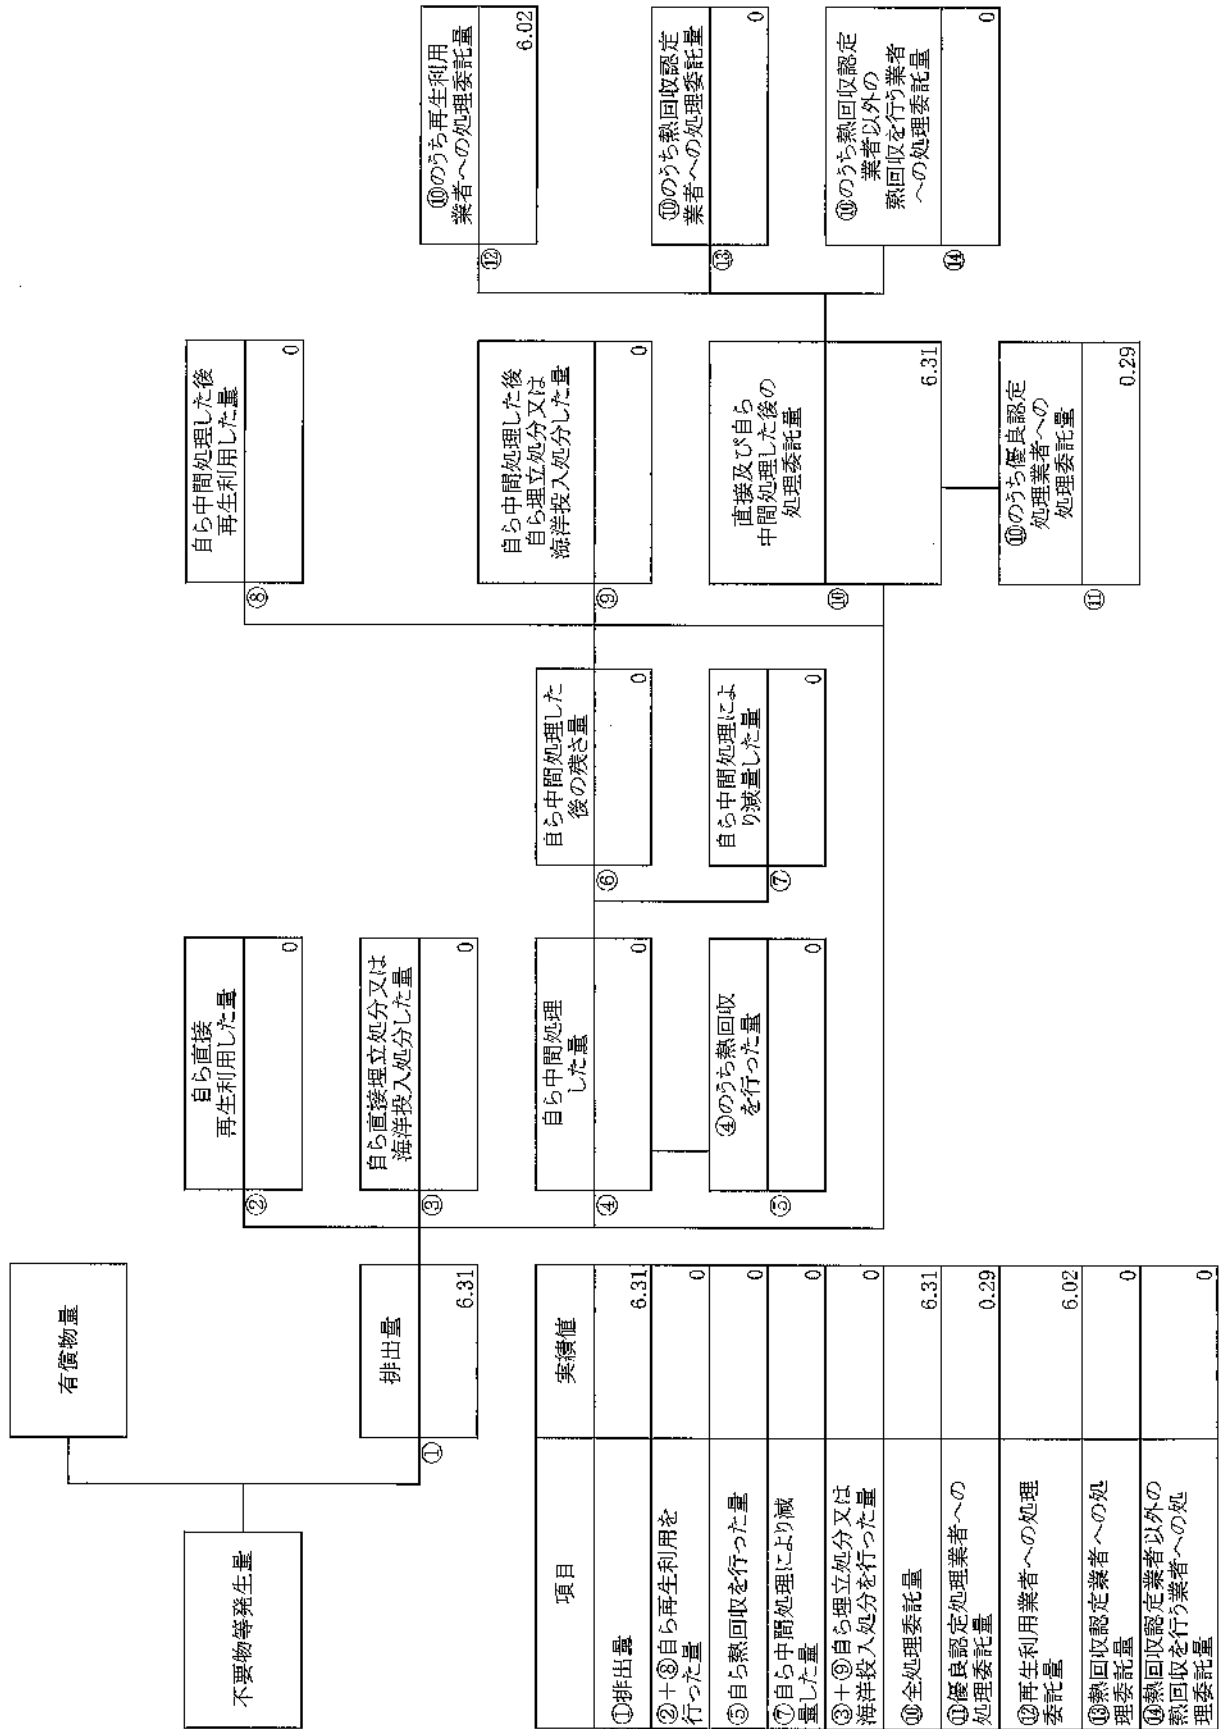 有償物量
不要物等発生量
排出量
①
6.31
自ら直接
再生利用した量
②
0
自ら直接埋立処分又は
海洋投入処分した量
③
0
自ら中間処理
した量
④
0
④のうち熱回収
を行った量
⑤
0
自ら中間処理した
後の残さ量
⑥
0
自ら中間処理によ
り減量した量
⑦
0
自ら中間処理した後
再生利用した量
⑧
0
自ら中間処理した後
自ら埋立処分又は
海洋投入処分した量
⑨
0
直接及び自ら
中間処理した後の
処理委託量
⑩
6.31
⑩のうち優良認定
処理業者への
処理委託量
⑪
0.29
⑩のうち再生利用
業者への処理委託量
⑫
6.02
⑩のうち熱回収認定
業者への処理委託量
⑬
0
⑩のうち熱回収認定
業者以外の
熱回収を行う業者
への処理委託量
⑭
0
項目 実績値
①排出量 6.31
②+⑧自ら再生利用を
行った量 0
⑤自ら熱回収を行った量 0
⑦自ら中間処理により減
量した量 0
③+⑨自ら埋立処分又は
海洋投入処分を行った量 0
⑩全処理委託量 6.31
⑪優良認定処理業者への
処理委託量 0.29
⑫再生利用業者への処理
委託量 6.02
⑬熱回収認定業者への処
理委託量 0
⑭熱回収認定業者以外の
熱回収を行う業者への処
理委託量 0